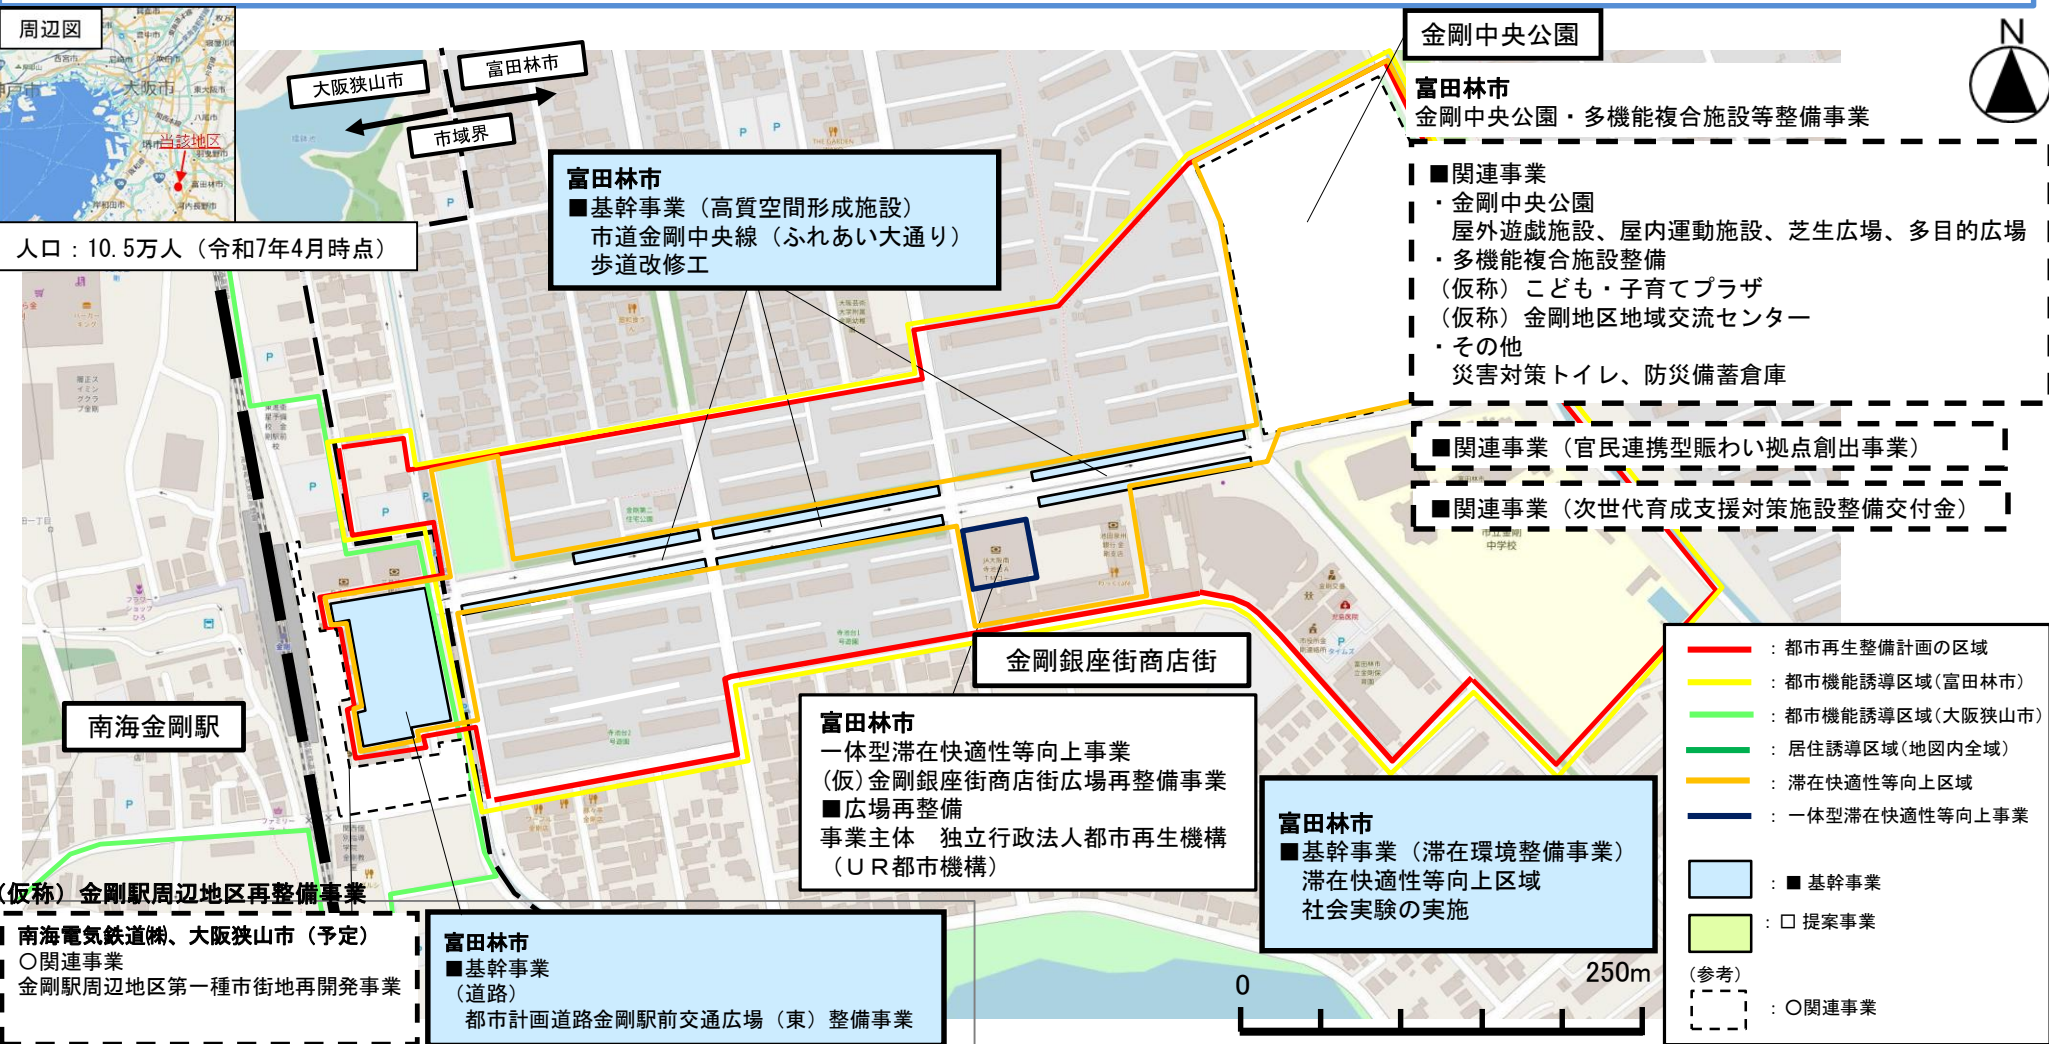 周辺図
大阪市
堺市
当該地区
富田林市
人口：10.5万人（令和7年4月時点）
大阪狭山市
富田林市
市域界
富田林市
■基幹事業（高質空間形成施設）
市道金剛中央線（ふれあい大通り）
歩道改修工
金剛中央公園
N
富田林市
金剛中央公園・多機能複合施設等整備事業
■関連事業
・金剛中央公園
屋外遊戯施設、屋内運動施設、芝生広場、多目的広場
・多機能複合施設整備
（仮称）こども・子育てプラザ
（仮称）金剛地区地域交流センター
・その他
災害対策トイレ、防災備蓄倉庫
■関連事業（官民連携型賑わい拠点創出事業）
■関連事業（次世代育成支援対策施設整備交付金）
市立金剛
中学校
金剛銀座街商店街
南海金剛駅
富田林市
一体型滞在快適性等向上事業
(仮)金剛銀座街商店街広場再整備事業
■広場再整備
事業主体　独立行政法人都市再生機構
（ＵＲ都市機構）
富田林市
■基幹事業（滞在環境整備事業）
滞在快適性等向上区域
社会実験の実施
（仮称）金剛駅周辺地区再整備事業
南海電気鉄道㈱、大阪狭山市（予定）
〇関連事業
金剛駅周辺地区第一種市街地再開発事業
富田林市
■基幹事業
（道路）
都市計画道路金剛駅前交通広場（東）整備事業
0
250m
：都市再生整備計画の区域
：都市機能誘導区域(富田林市)
：都市機能誘導区域(大阪狭山市)
：居住誘導区域(地図内全域)
：滞在快適性等向上区域
：一体型滞在快適性等向上事業
：■ 基幹事業
：□ 提案事業
(参考)
：〇関連事業